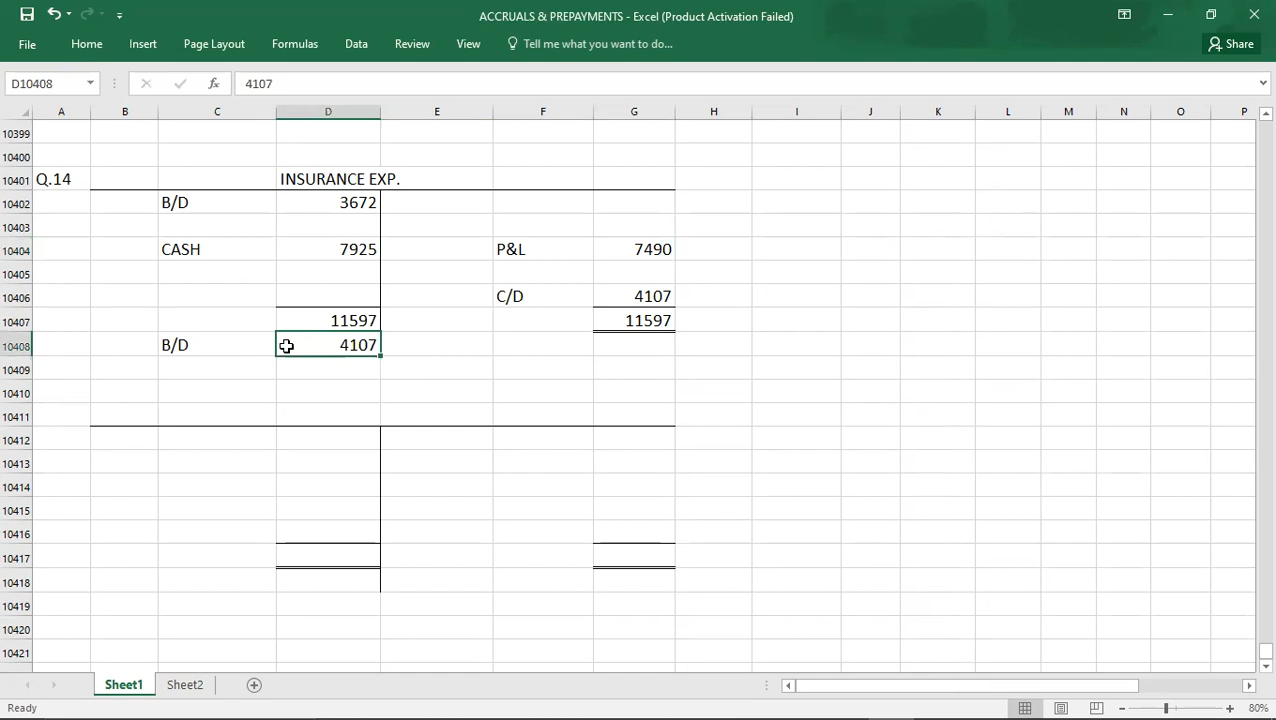 ACCRUALS & PREPAYMENTS - Excel (Product Activation Failed)
File Home Insert Page Layout Formulas Data Review View Tell me what you want to do... Share
D10408 fx 4107
A B C D E F G H I J K L M N O P
10399
10400
10401 Q.14 INSURANCE EXP.
10402 B/D 3672
10403
10404 CASH 7925 P&L 7490
10405
10406 C/D 4107
10407 11597 11597
10408 B/D 4107
10409
10410
10411
10412
10413
10414
10415
10416
10417
10418
10419
10420
10421
Sheet1 Sheet2
Ready 80%